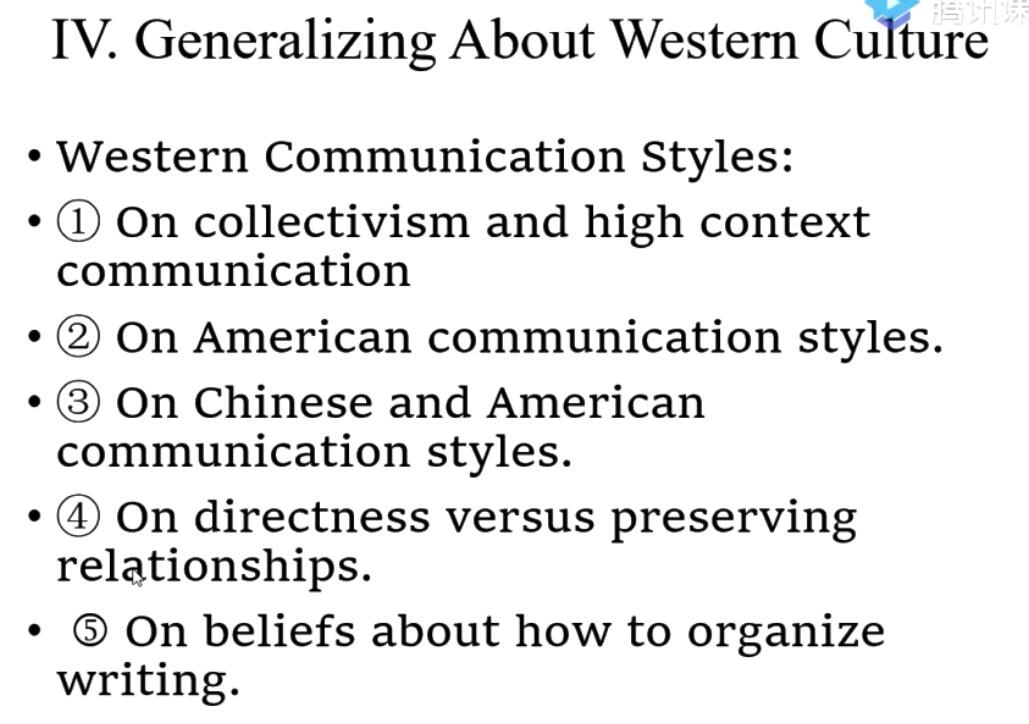 腾讯课
IV. Generalizing About Western Culture
• Western Communication Styles:
• ① On collectivism and high context
communication
• ② On American communication styles.
• ③ On Chinese and American
communication styles.
• ④ On directness versus preserving
relationships.
• ⑤ On beliefs about how to organize
writing.